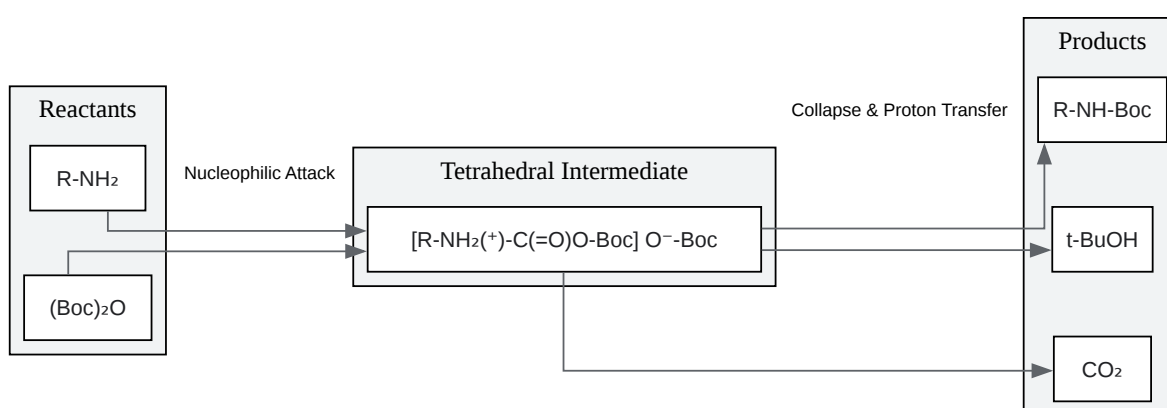 Reactants
R-NH₂
(Boc)₂O
Nucleophilic Attack
Tetrahedral Intermediate
[R-NH₂(⁺)-C(=O)O-Boc] O⁻-Boc
Collapse & Proton Transfer
Products
R-NH-Boc
t-BuOH
CO₂